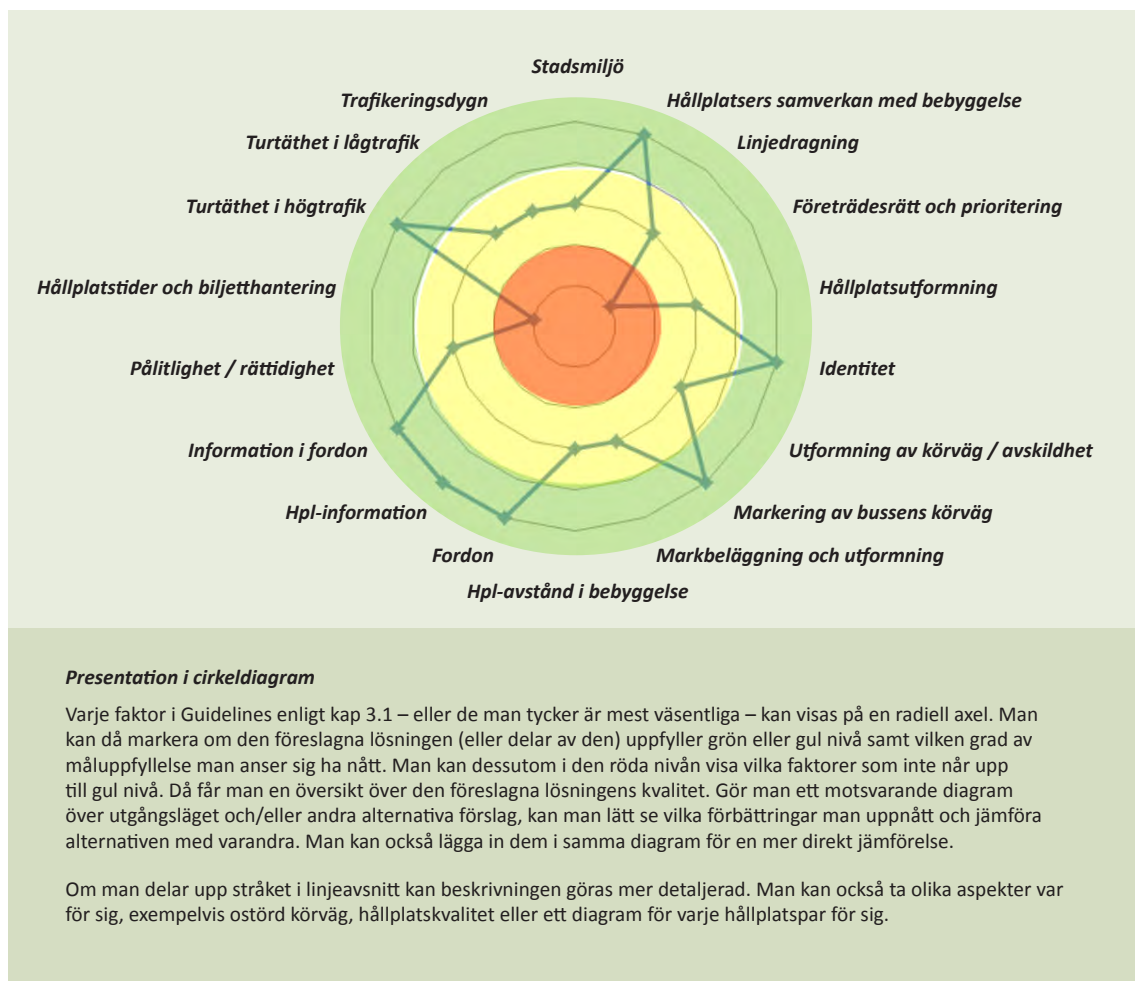 Stadsmiljö
Trafikeringsdygn
Hållplatsers samverkan med bebyggelse
Turtäthet i lågtrafik
Linjedragning
Turtäthet i högtrafik
Företrädesrätt och prioritering
Hållplatstider och biljetthantering
Hållplatsutformning
Pålitlighet / rättidighet
Identitet
Information i fordon
Utformning av körväg / avskildhet
Hpl-information
Markering av bussens körväg
Fordon
Markbeläggning och utformning
Hpl-avstånd i bebyggelse
Presentation i cirkeldiagram
Varje faktor i Guidelines enligt kap 3.1 – eller de man tycker är mest väsentliga – kan visas på en radiell axel. Man
kan då markera om den föreslagna lösningen (eller delar av den) uppfyller grön eller gul nivå samt vilken grad av
måluppfyllelse man anser sig ha nått. Man kan dessutom i den röda nivån visa vilka faktorer som inte når upp
till gul nivå. Då får man en översikt över den föreslagna lösningens kvalitet. Gör man ett motsvarande diagram
över utgångsläget och/eller andra alternativa förslag, kan man lätt se vilka förbättringar man uppnått och jämföra
alternativen med varandra. Man kan också lägga in dem i samma diagram för en mer direkt jämförelse.
Om man delar upp stråket i linjeavsnitt kan beskrivningen göras mer detaljerad. Man kan också ta olika aspekter var
för sig, exempelvis ostörd körväg, hållplatskvalitet eller ett diagram för varje hållplatspar för sig.